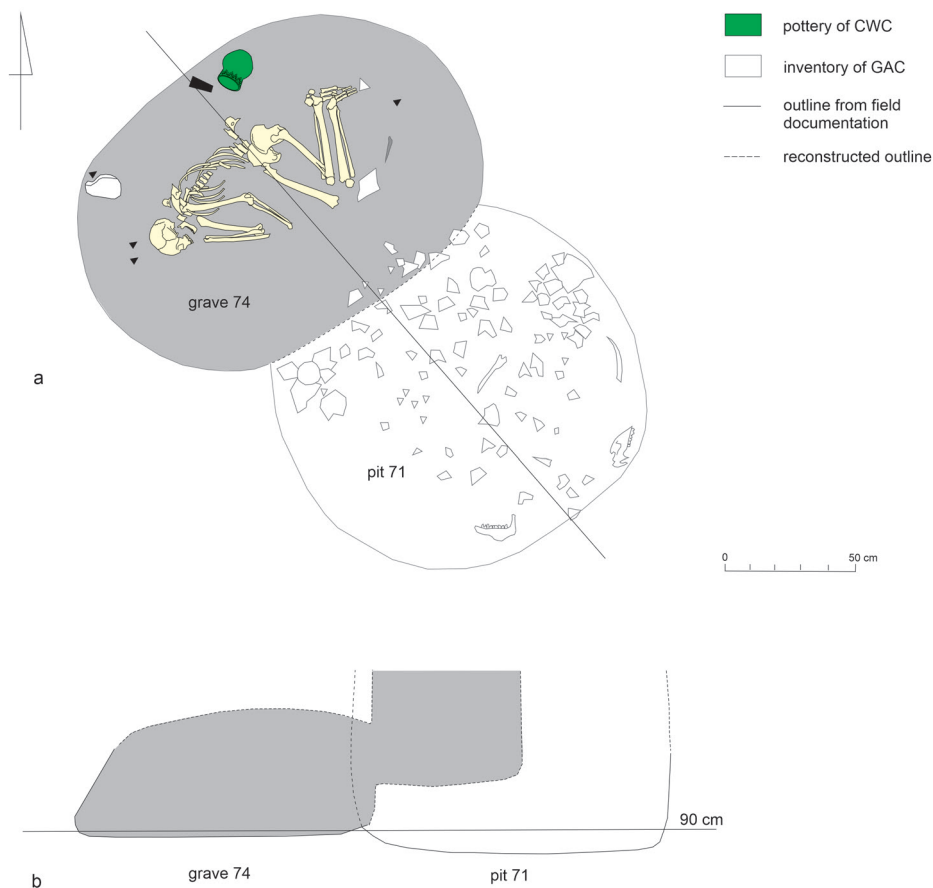 pottery of CWC
inventory of GAC
outline from field
documentation
reconstructed outline
grave 74
a
pit 71
0
50 cm
90 cm
grave 74
pit 71
b